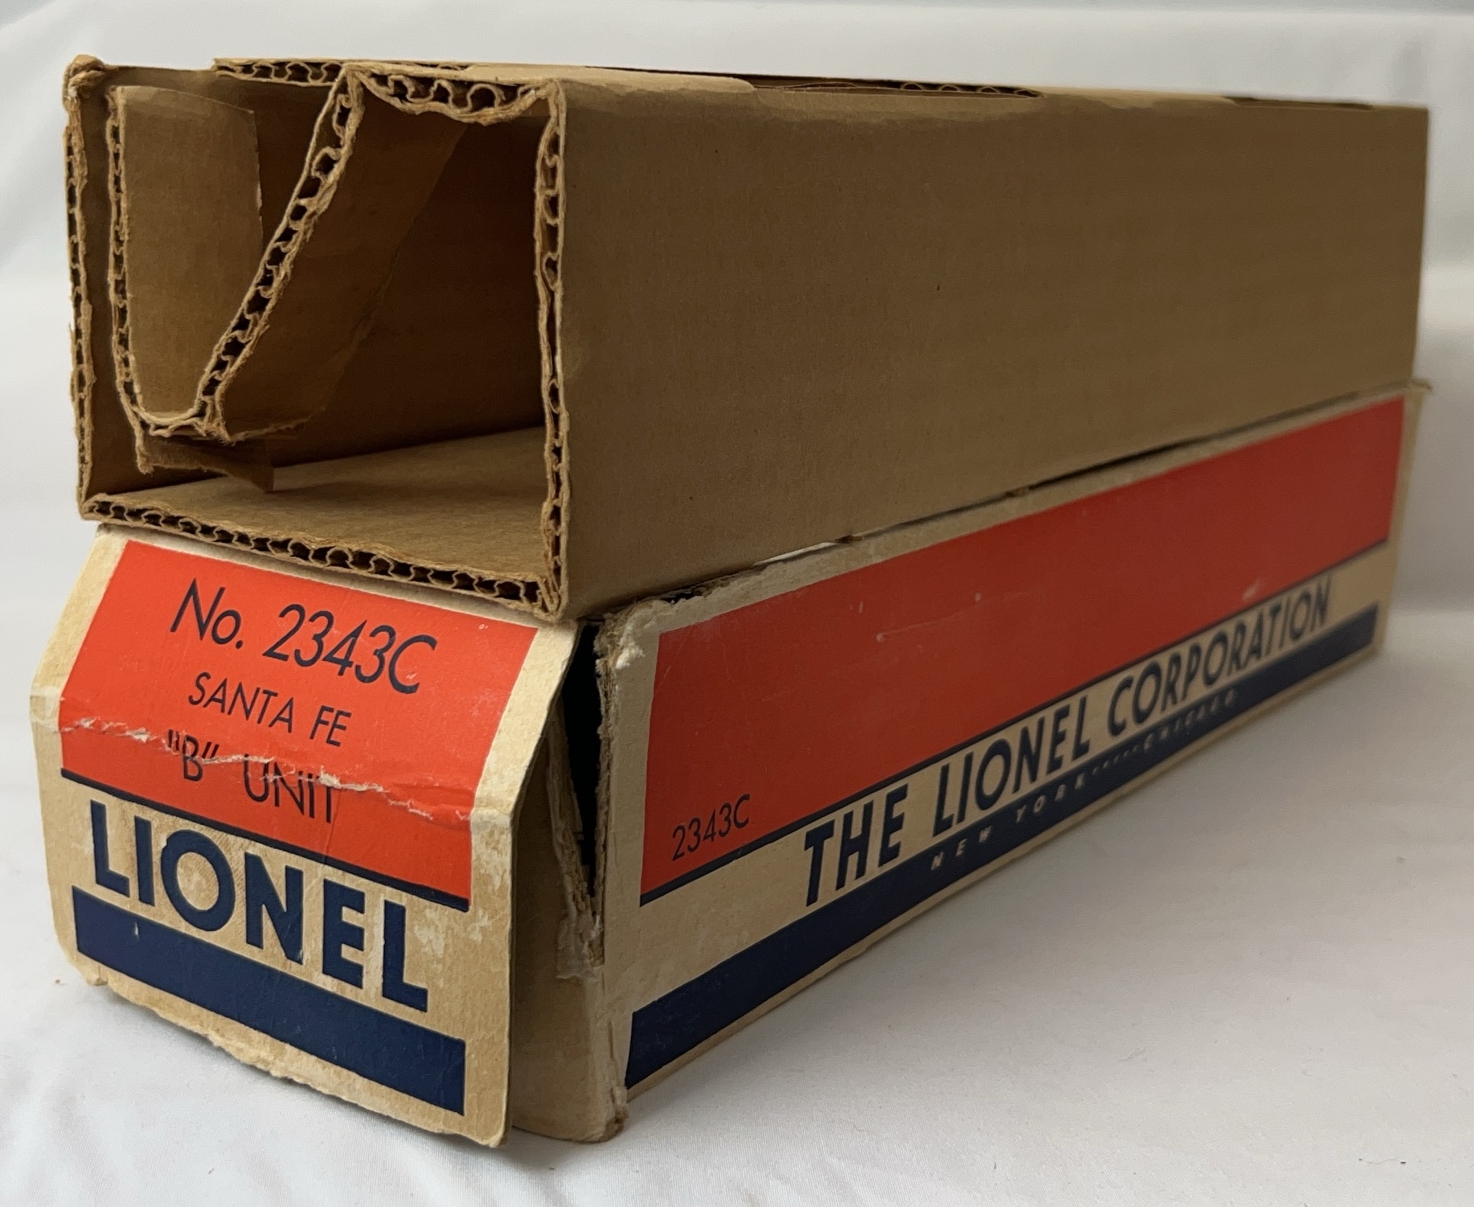 No. 2343C
SANTA FE
"B" UNIT
LIONEL
2343C
THE LIONEL CORPORATION
NEW YORK·····CHICAGO